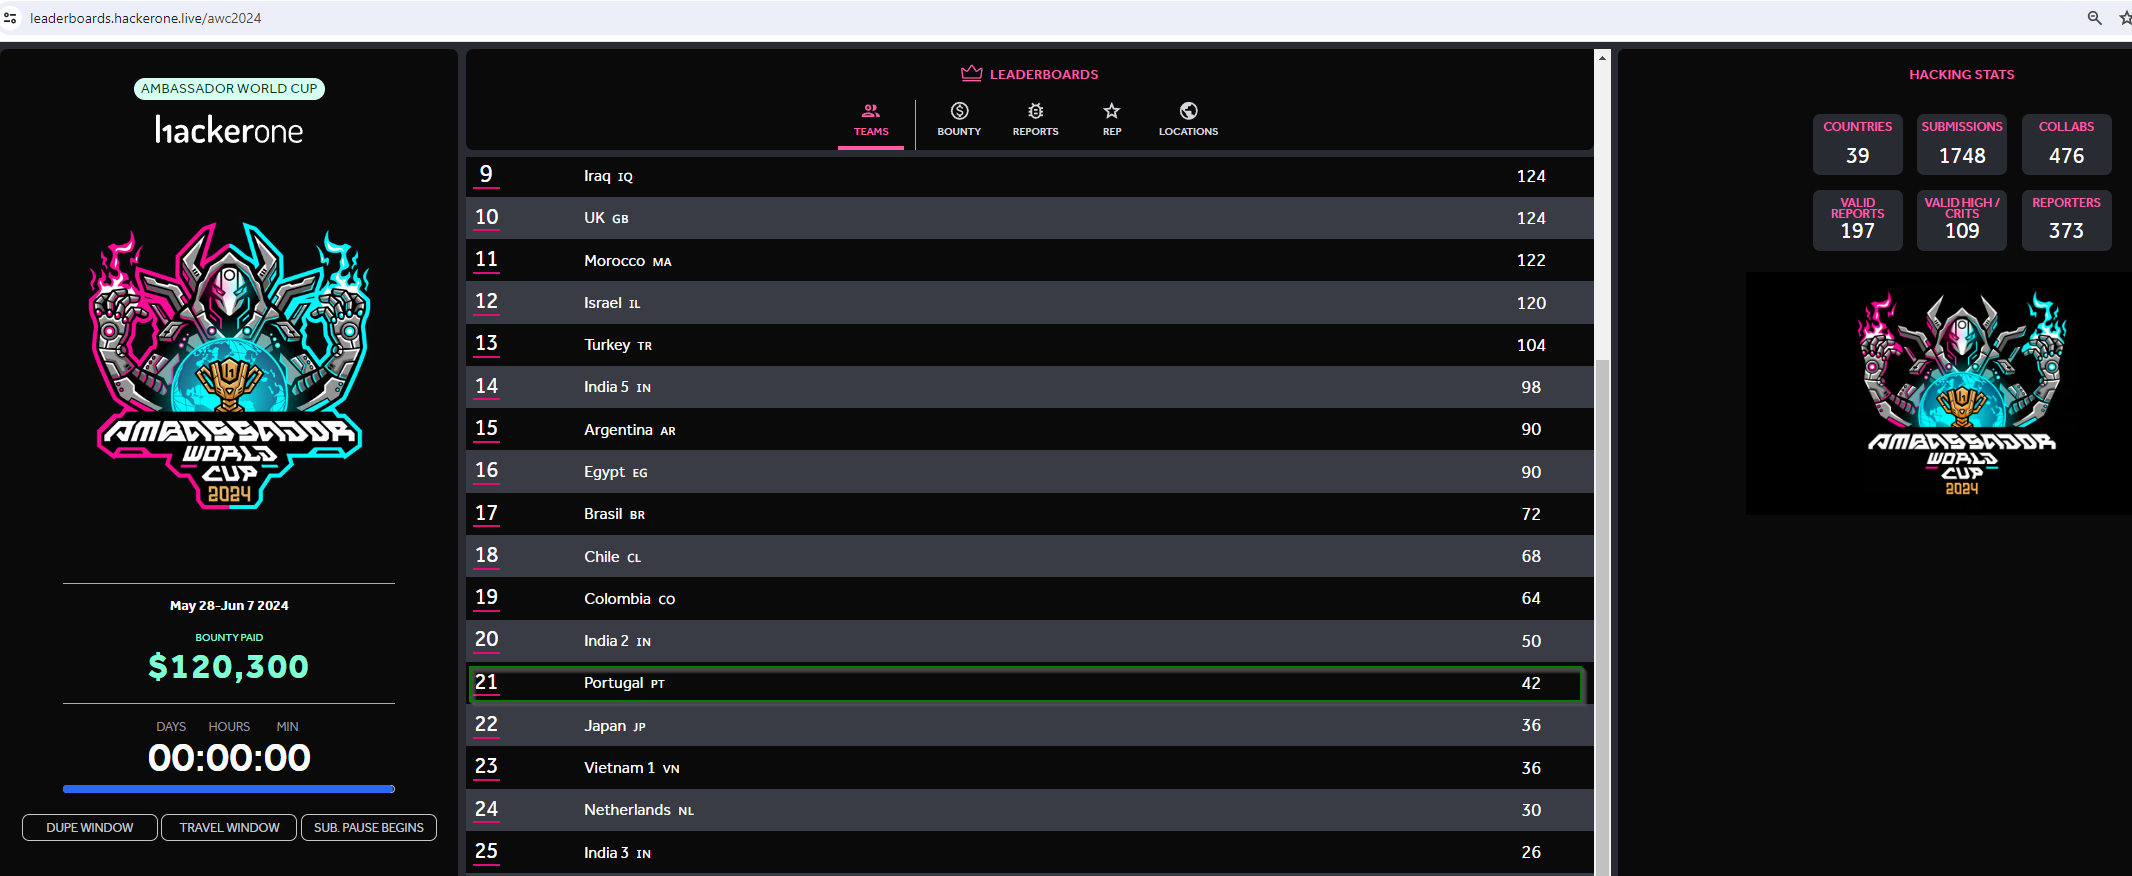 leaderboards.hackerone.live/awc2024
AMBASSADOR WORLD CUP
hackerone
AMBASSADOR
WORLD
CUP
2024
May 28-Jun 7 2024
BOUNTY PAID
$120,300
DAYS HOURS MIN
00:00:00
DUPE WINDOW TRAVEL WINDOW SUB. PAUSE BEGINS
LEADERBOARDS
TEAMS BOUNTY REPORTS REP LOCATIONS
9 Iraq IQ 124
10 UK GB 124
11 Morocco MA 122
12 Israel IL 120
13 Turkey TR 104
14 India 5 IN 98
15 Argentina AR 90
16 Egypt EG 90
17 Brasil BR 72
18 Chile CL 68
19 Colombia CO 64
20 India 2 IN 50
21 Portugal PT 42
22 Japan JP 36
23 Vietnam 1 VN 36
24 Netherlands NL 30
25 India 3 IN 26
HACKING STATS
COUNTRIES SUBMISSIONS COLLABS
39 1748 476
VALID REPORTS VALID HIGH / CRITS REPORTERS
197 109 373
AMBASSADOR
WORLD
CUP
2024